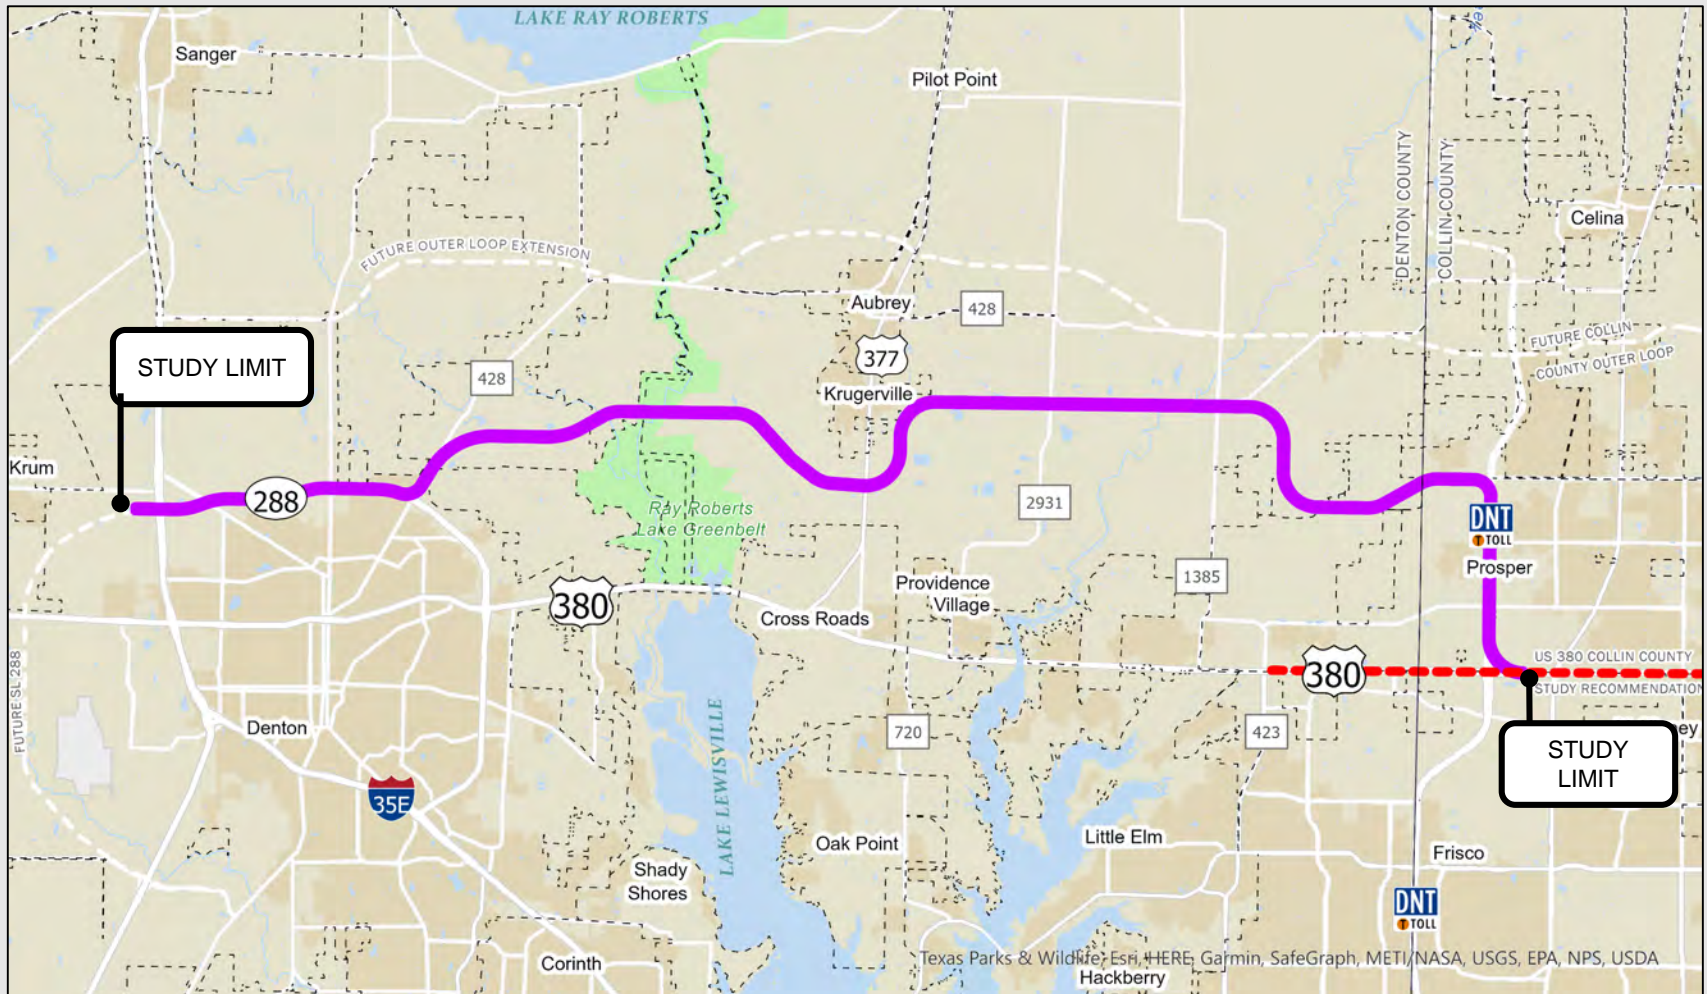 LAKE RAY ROBERTS
Sanger
Pilot Point
DENTON COUNTY
COLLIN COUNTY
Celina
FUTURE OUTER LOOP EXTENSION
Aubrey
428
FUTURE COLLIN
COUNTY OUTER LOOP
STUDY LIMIT
377
428
Krugerville
Krum
288
Ray Roberts
Lake Greenbelt
2931
DNT
TOLL
Prosper
1385
380
Providence
Village
Cross Roads
US 380 COLLIN COUNTY
380
STUDY RECOMMENDATION
FUTURE SL 288
Denton
720
423
STUDY
LIMIT
ey
LAKE LEWISVILLE
35E
Oak Point
Little Elm
Frisco
Shady
Shores
DNT
TOLL
Corinth
Texas Parks & Wildlife, Esri, HERE, Garmin, SafeGraph, METI/NASA, USGS, EPA, NPS, USDA
Hackberry